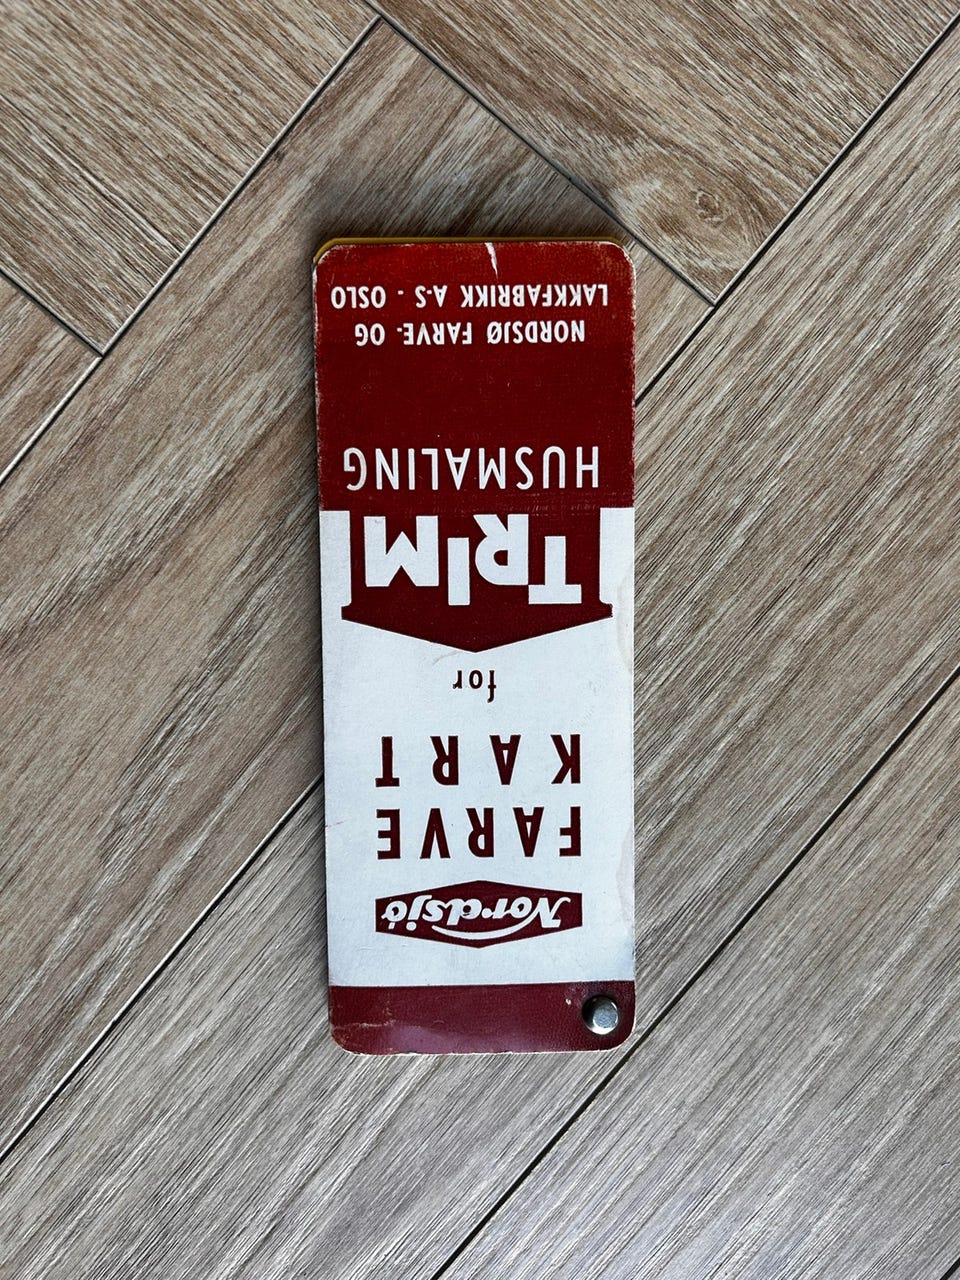 Nordsjö
FARVE
KART
for
TRIM
HUSMALING
NORDSJØ FARVE- OG
LAKKFABRIKK A-S - OSLO